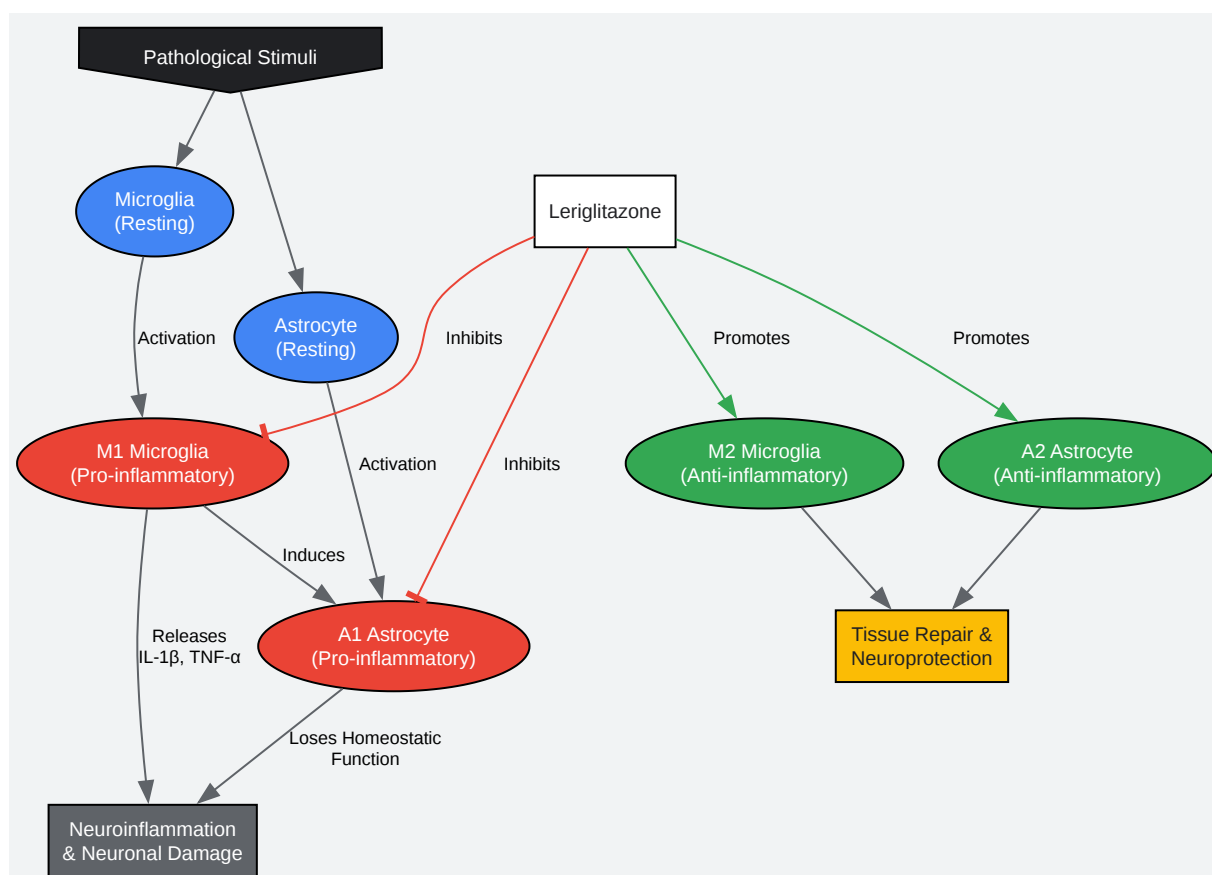 Pathological Stimuli
Microglia
(Resting)
Leriglitazone
Astrocyte
(Resting)
Activation
Inhibits
Promotes
Promotes
M1 Microglia
(Pro-inflammatory)
Activation
Inhibits
M2 Microglia
(Anti-inflammatory)
A2 Astrocyte
(Anti-inflammatory)
Induces
Releases
IL-1β, TNF-α
A1 Astrocyte
(Pro-inflammatory)
Tissue Repair &
Neuroprotection
Loses Homeostatic
Function
Neuroinflammation
& Neuronal Damage